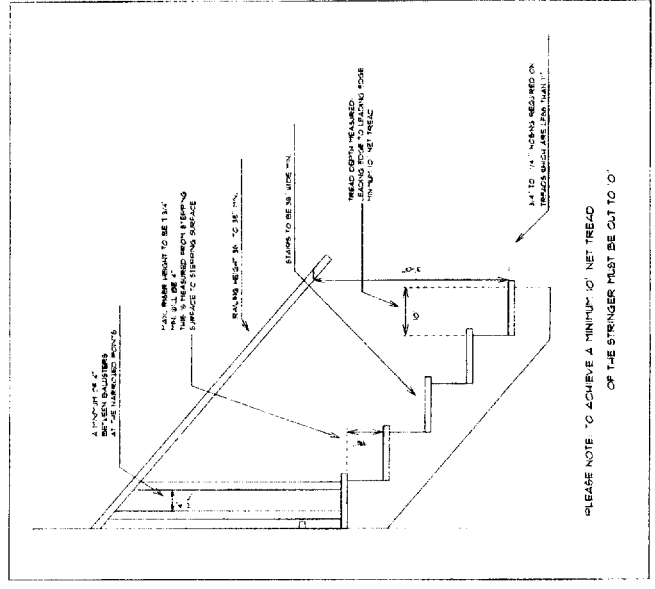 A MINIMUM OF 4"
BETWEEN BALUSTERS
AT THE NARROWED POINTS
MAX. RISER HEIGHT TO BE 7 3/4"
MIN. WILL BE 4"
THIS IS MEASURED FROM STEPPING
SURFACE TO STEPPING SURFACE
RAILING HEIGHT TO 38" MIN.
STAIRS TO BE 36" WIDE MIN.
TREAD DEPTH MEASURED
LEADING EDGE TO LEADING EDGE
MINIMUM 10" NET TREAD
3/4" TO 1 1/4" NOSING REQUIRED ON
TREADS WHICH ARE LESS THAN 11"
4"
10
PLEASE NOTE: TO ACHIEVE A MINIMUM 10" NET TREAD
OF THE STRINGER MUST BE CUT TO 10"